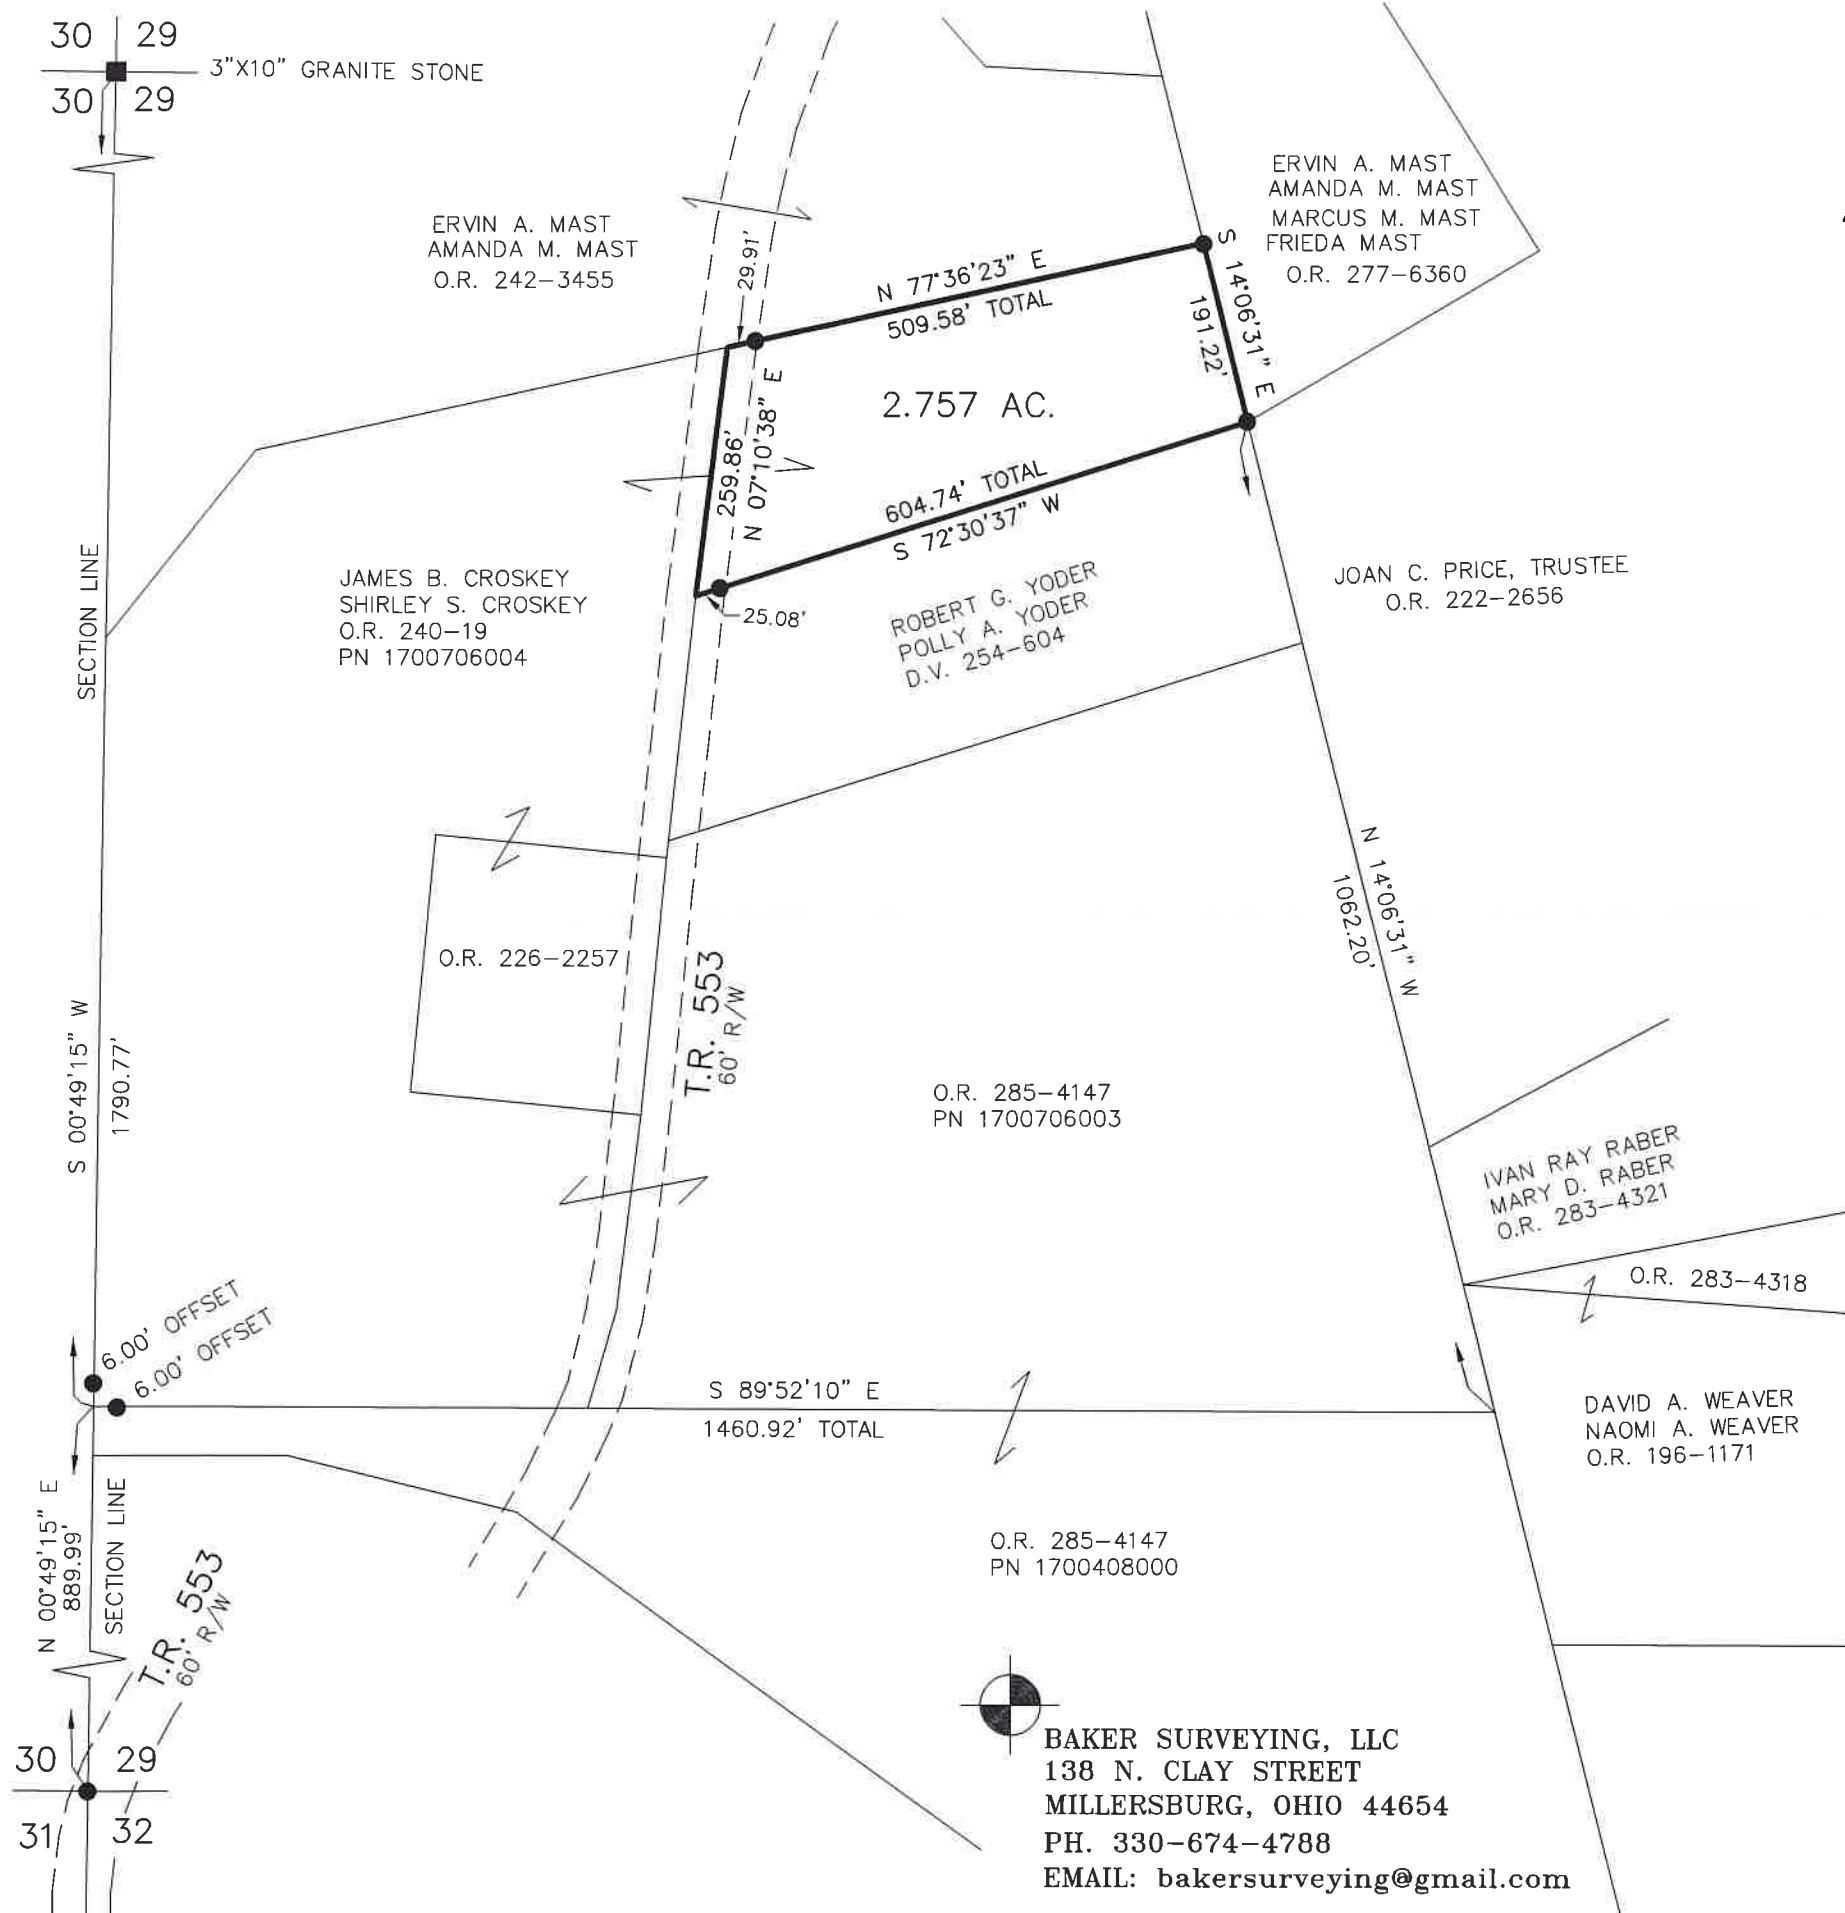 30 29
3"X10" GRANITE STONE
30 29
ERVIN A. MAST
AMANDA M. MAST
O.R. 242-3455
29.91'
N 77°36'23" E
509.58' TOTAL
ERVIN A. MAST
AMANDA M. MAST
MARCUS M. MAST
FRIEDA MAST
O.R. 277-6360
S 14°06'31" E
191.22'
2.757 AC.
259.86'
N 07°10'38" E
604.74' TOTAL
S 72°30'37" W
25.08'
SECTION LINE
JAMES B. CROSKEY
SHIRLEY S. CROSKEY
O.R. 240-19
PN 1700706004
ROBERT G. YODER
POLLY A. YODER
D.V. 254-604
JOAN C. PRICE, TRUSTEE
O.R. 222-2656
N 14°06'31" W
1062.20'
O.R. 226-2257
T.R. 553
60' R/W
S 00°49'15" W
1790.77'
O.R. 285-4147
PN 1700706003
IVAN RAY RABER
MARY D. RABER
O.R. 283-4321
O.R. 283-4318
6.00' OFFSET
6.00' OFFSET
S 89°52'10" E
1460.92' TOTAL
DAVID A. WEAVER
NAOMI A. WEAVER
O.R. 196-1171
N 00°49'15" E
889.99'
SECTION LINE
T.R. 553
60' R/W
O.R. 285-4147
PN 1700408000
30 29
31 32
BAKER SURVEYING, LLC
138 N. CLAY STREET
MILLERSBURG, OHIO 44654
PH. 330-674-4788
EMAIL: bakersurveying@gmail.com